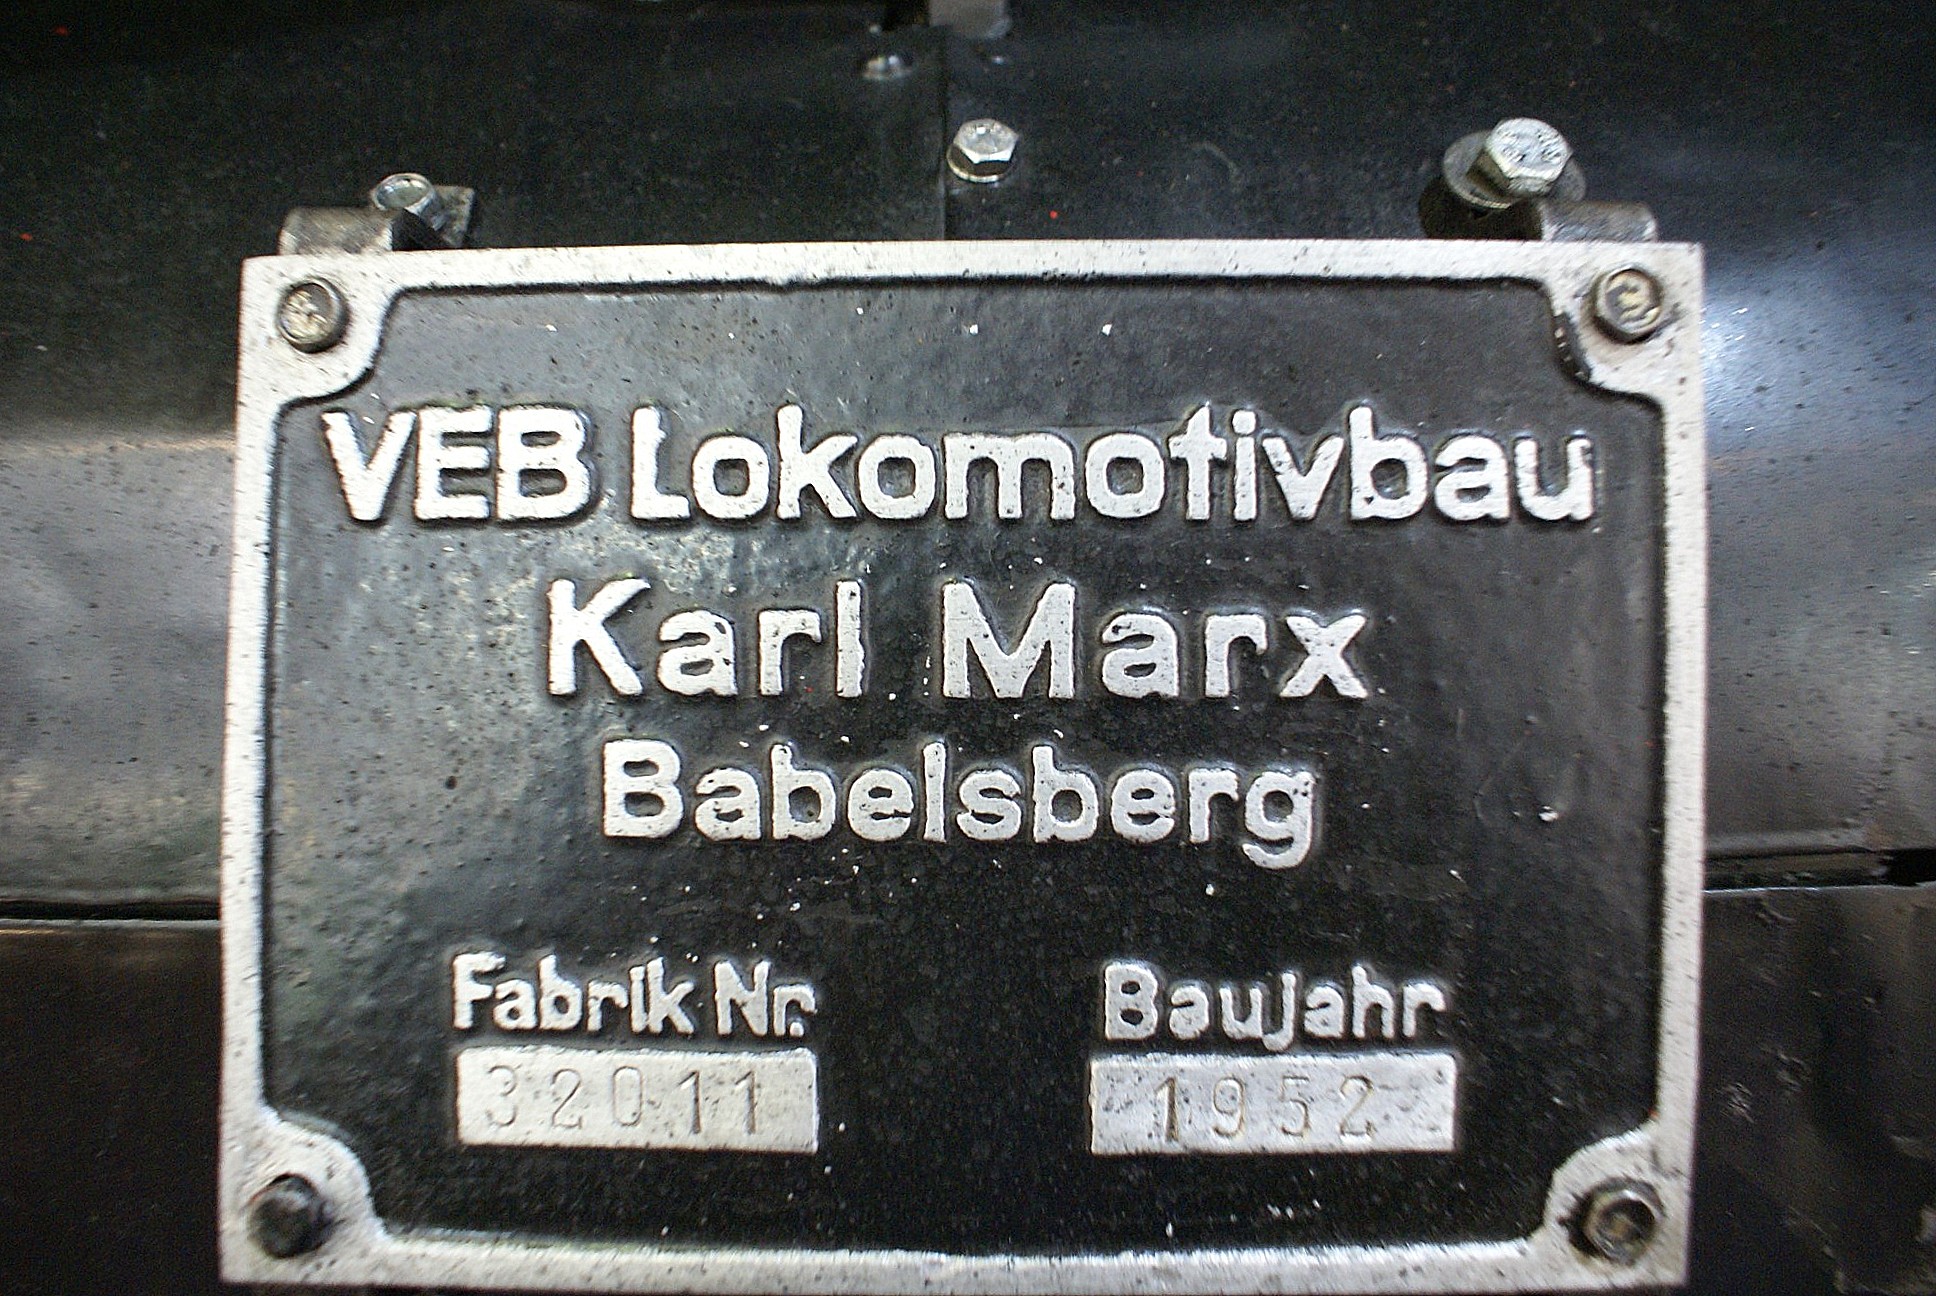 VEB Lokomotivbau
Karl Marx
Babelsberg
Fabrik Nr. Baujahr
32011 1952